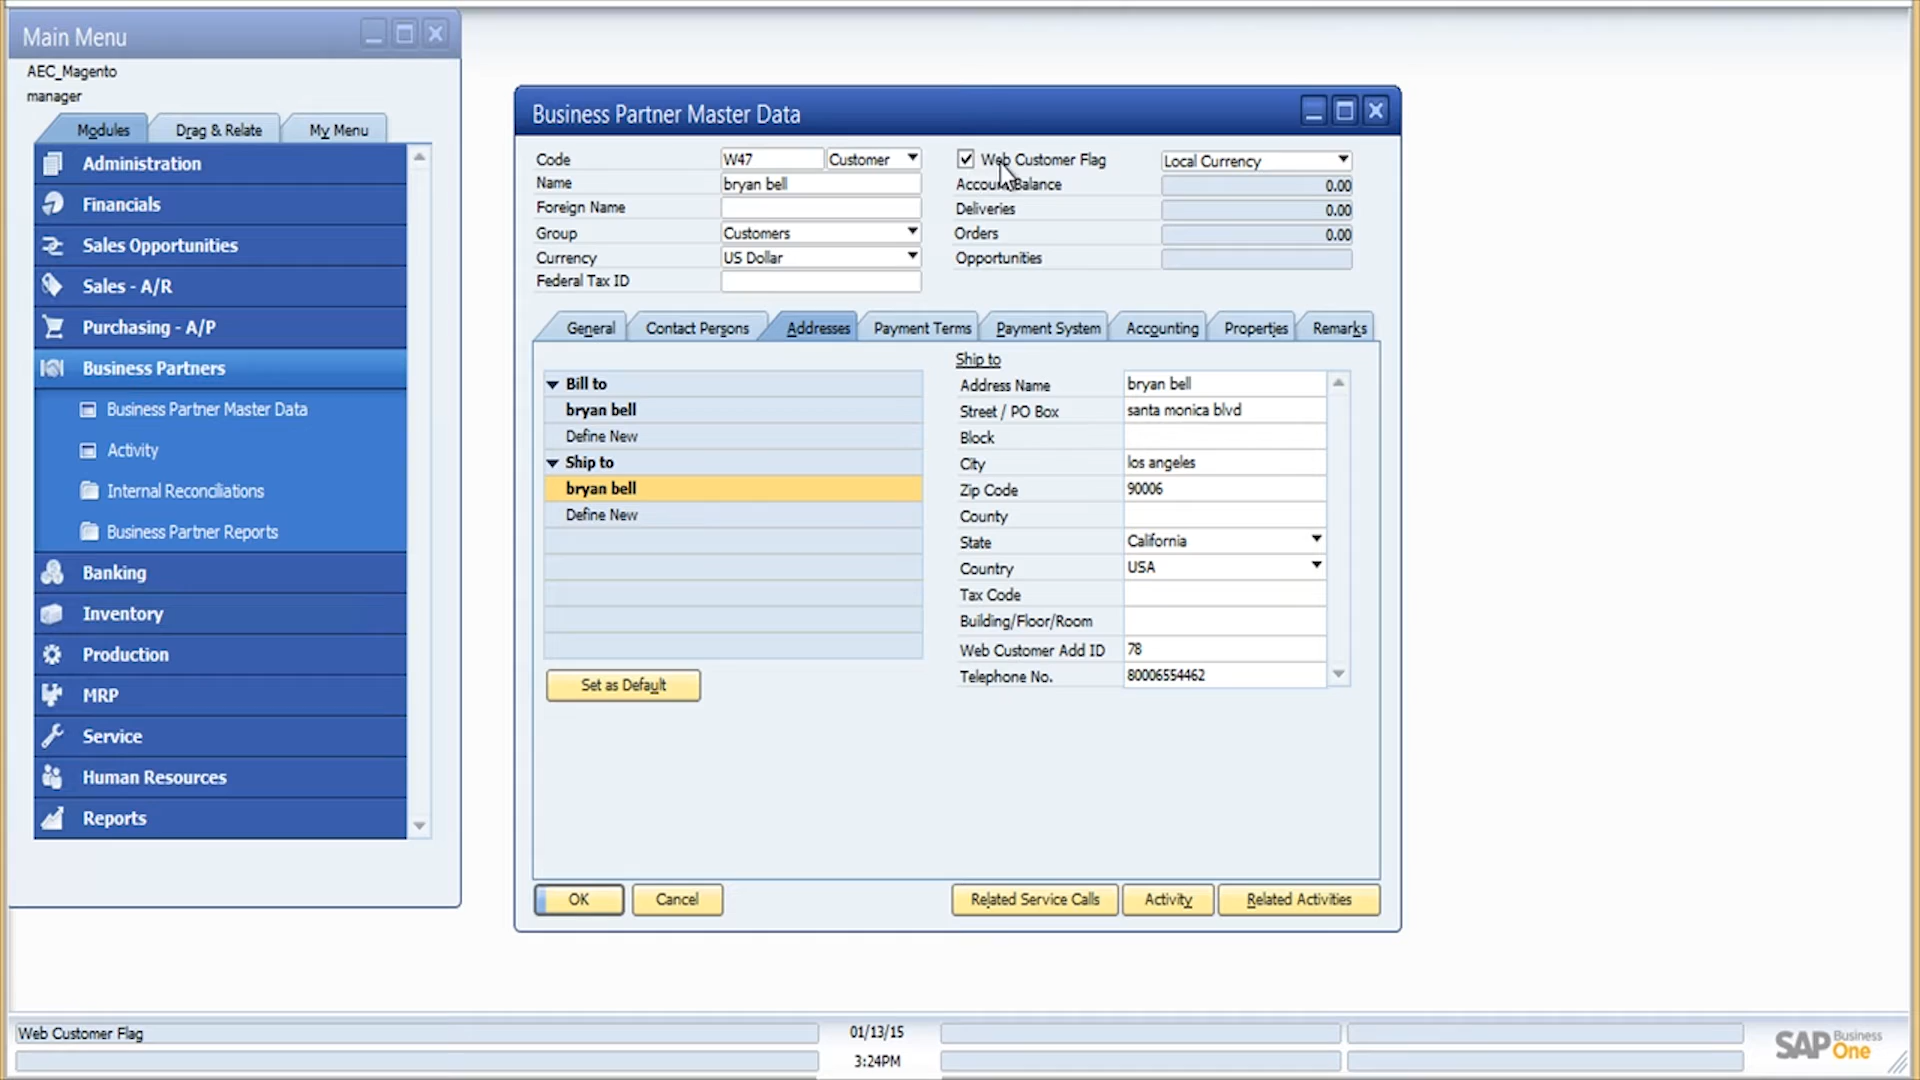 Main Menu
AEC_Magento
manager
Modules
Drag & Relate
My Menu
Administration
Financials
Sales Opportunities
Sales - A/R
Purchasing - A/P
Business Partners
Business Partner Master Data
Activity
Internal Reconciliations
Business Partner Reports
Banking
Inventory
Production
MRP
Service
Human Resources
Reports
Business Partner Master Data
Code W47 Customer
Name bryan bell
Foreign Name
Group Customers
Currency US Dollar
Federal Tax ID
Web Customer Flag Local Currency
Account Balance 0.00
Deliveries 0.00
Orders 0.00
Opportunities
General
Contact Persons
Addresses
Payment Terms
Payment System
Accounting
Properties
Remarks
Bill to
bryan bell
Define New
Ship to
bryan bell
Define New
Set as Default
Ship to
Address Name bryan bell
Street / PO Box santa monica blvd
Block
City los angeles
Zip Code 90006
County
State California
Country USA
Tax Code
Building/Floor/Room
Web Customer Add ID 78
Telephone No. 80006554462
OK
Cancel
Related Service Calls
Activity
Related Activities
Web Customer Flag
01/13/15
3:24PM
SAP Business One